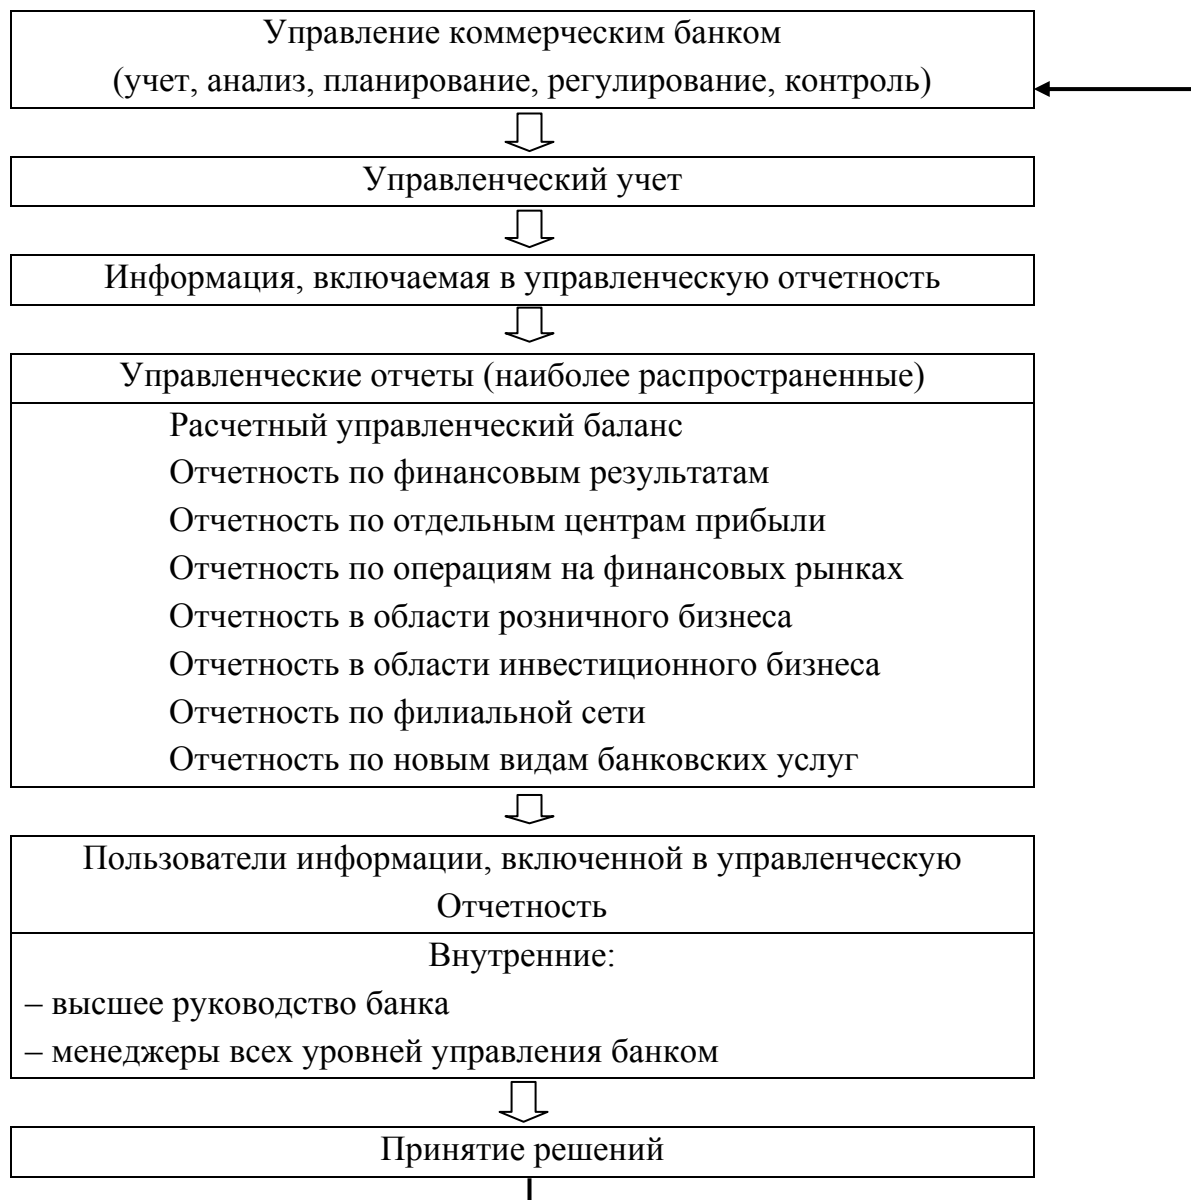 Управление коммерческим банком
(учет, анализ, планирование, регулирование, контроль)
Управленческий учет
Информация, включаемая в управленческую отчетность
Управленческие отчеты (наиболее распространенные)
Расчетный управленческий баланс
Отчетность по финансовым результатам
Отчетность по отдельным центрам прибыли
Отчетность по операциям на финансовых рынках
Отчетность в области розничного бизнеса
Отчетность в области инвестиционного бизнеса
Отчетность по филиальной сети
Отчетность по новым видам банковских услуг
Пользователи информации, включенной в управленческую
Отчетность
Внутренние:
– высшее руководство банка
– менеджеры всех уровней управления банком
Принятие решений